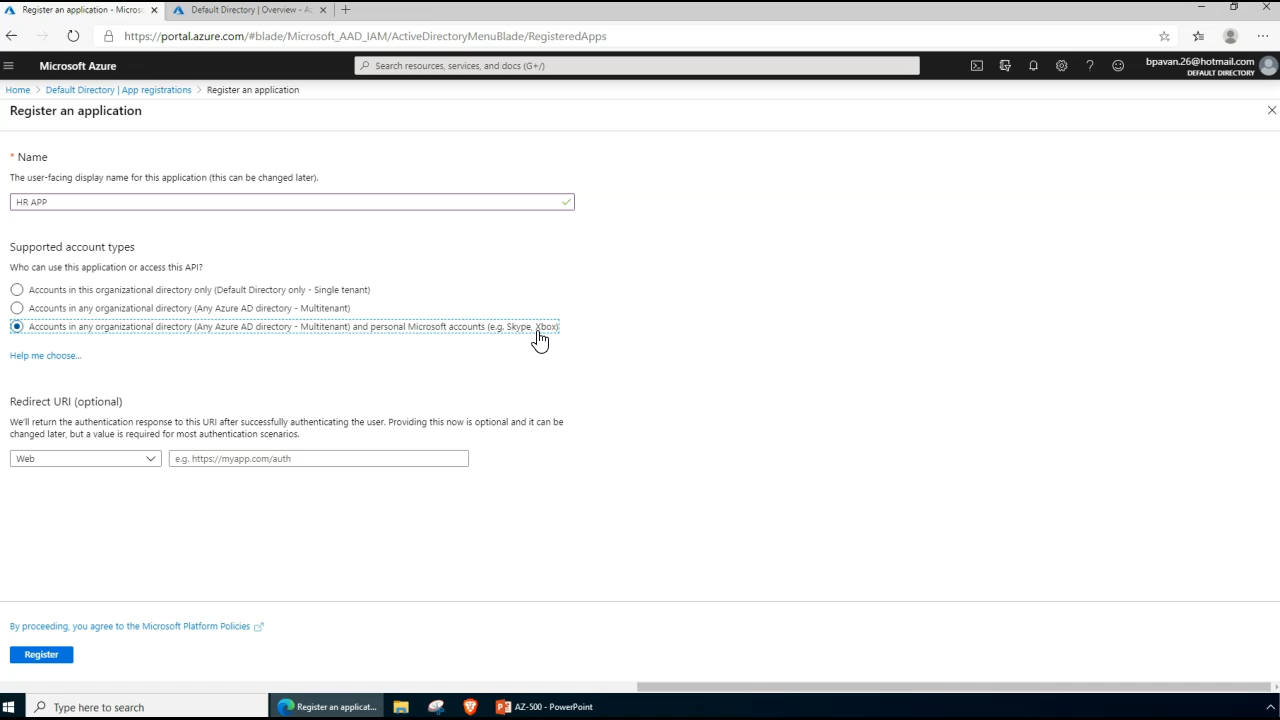 Register an application - Micros
Default Directory | Overview - Az
https://portal.azure.com/#blade/Microsoft_AAD_IAM/ActiveDirectoryMenuBlade/RegisteredApps
Microsoft Azure
Search resources, services, and docs (G+/)
bpavan.26@hotmail.com
DEFAULT DIRECTORY
Home > Default Directory | App registrations > Register an application
Register an application
* Name
The user-facing display name for this application (this can be changed later).
HR APP
Supported account types
Who can use this application or access this API?
Accounts in this organizational directory only (Default Directory only - Single tenant)
Accounts in any organizational directory (Any Azure AD directory - Multitenant)
Accounts in any organizational directory (Any Azure AD directory - Multitenant) and personal Microsoft accounts (e.g. Skype, Xbox)
Help me choose...
Redirect URI (optional)
We'll return the authentication response to this URI after successfully authenticating the user. Providing this now is optional and it can be
changed later, but a value is required for most authentication scenarios.
Web
e.g. https://myapp.com/auth
By proceeding, you agree to the Microsoft Platform Policies
Register
Type here to search
Register an applicat...
AZ-500 - PowerPoint